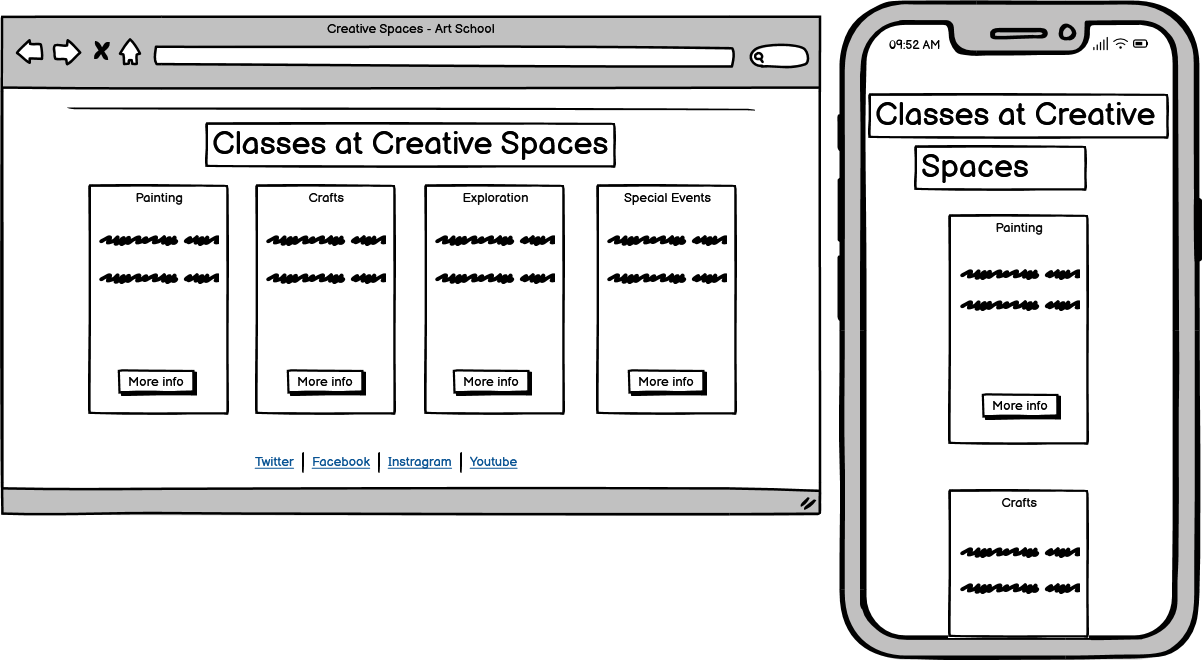 Creative Spaces - Art School
Classes at Creative Spaces
Painting
More info
Crafts
More info
Exploration
More info
Special Events
More info
Twitter
Facebook
Instragram
Youtube
09:52 AM
Classes at Creative
Spaces
Painting
More info
Crafts